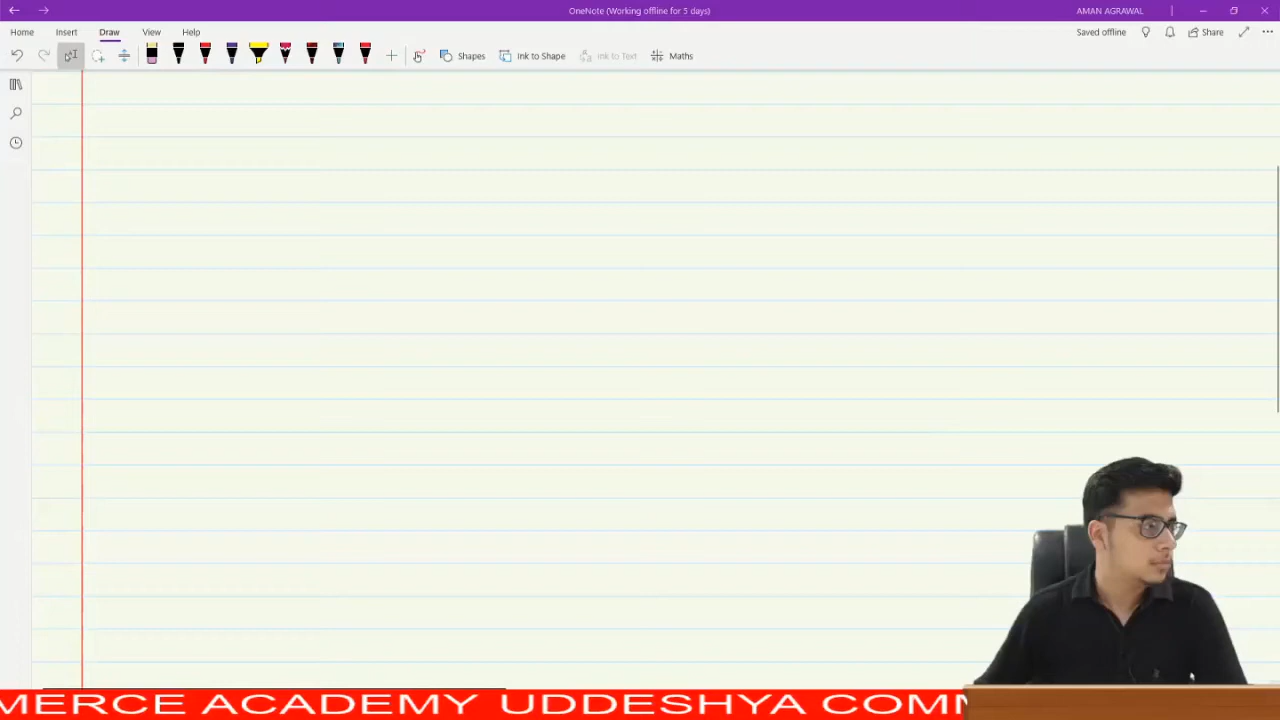 OneNote (Working offline for 5 days)
AMAN AGRAWAL
Home Insert Draw View Help
Saved offline Share
Shapes Ink to Shape Ink to Text Maths
MERCE ACADEMY UDDESHYA COMM